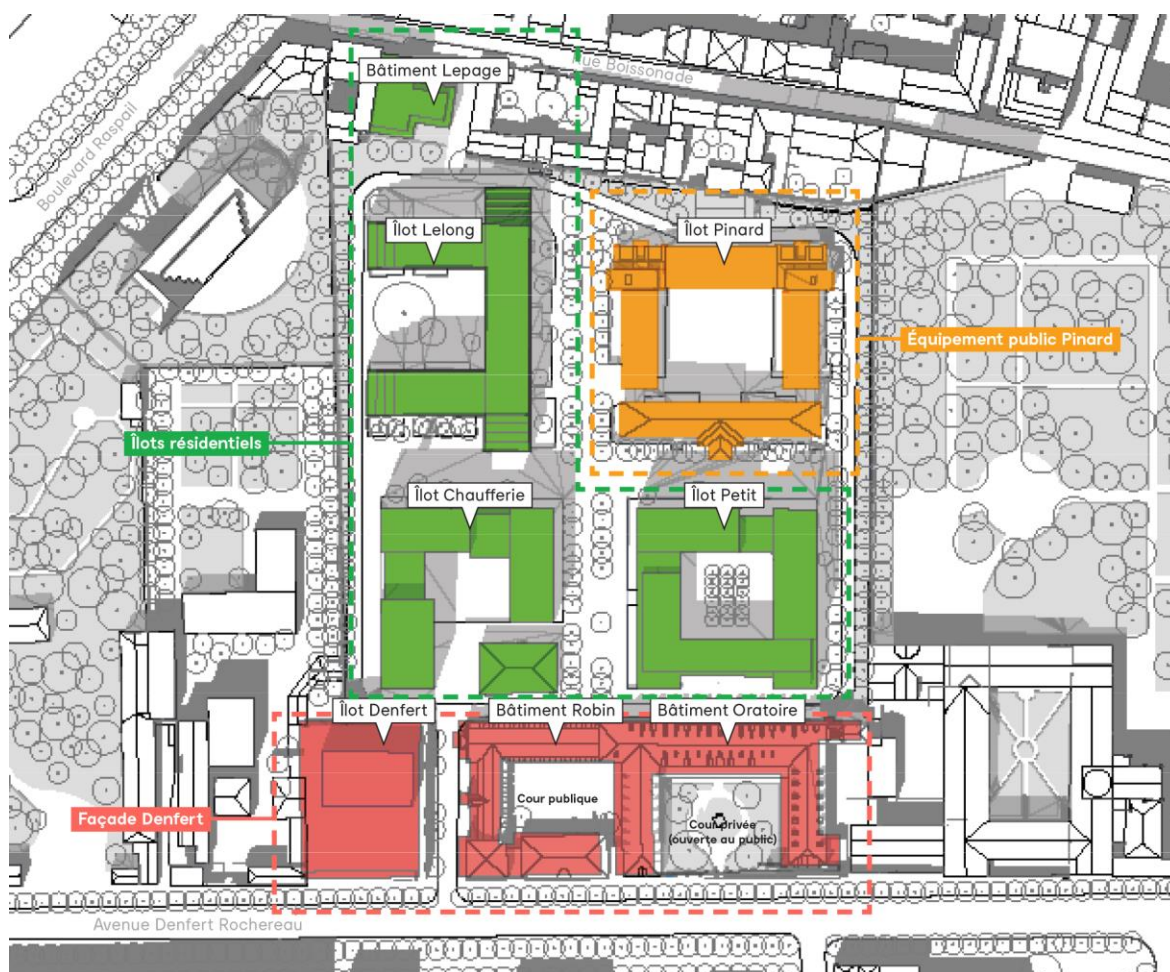 Rue Boissonade
Bâtiment Lepage
Boulevard Raspail
Îlot Lelong
Îlot Pinard
Équipement public Pinard
Îlots résidentiels
Îlot Chaufferie
Îlot Petit
Îlot Denfert
Bâtiment Robin
Bâtiment Oratoire
Façade Denfert
Cour publique
Cour privée
(ouverte au public)
Avenue Denfert Rochereau